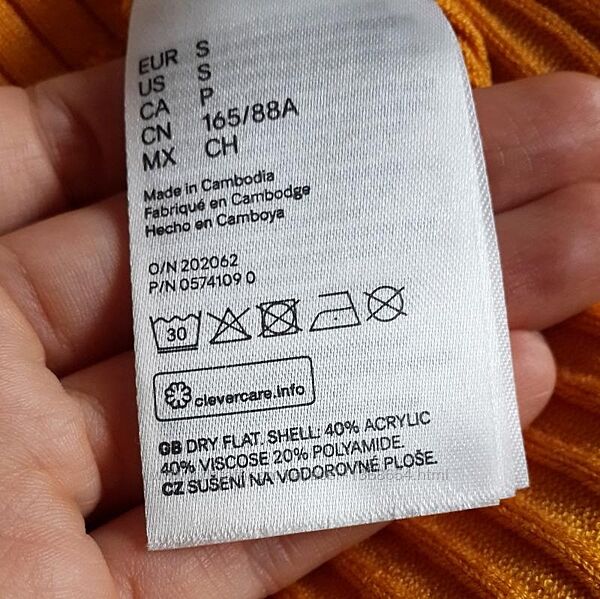 EUR S
US S
CA P
CN 165/88A
MX CH
Made in Cambodia
Fabriqué en Cambodge
Hecho en Camboya
O/N 202062
P/N 0574109 0
30
clevercare.info
GB DRY FLAT. SHELL: 40% ACRYLIC
40% VISCOSE 20% POLYAMIDE.
CZ SUŠENÍ NA VODOROVNÉ PLOŠE.